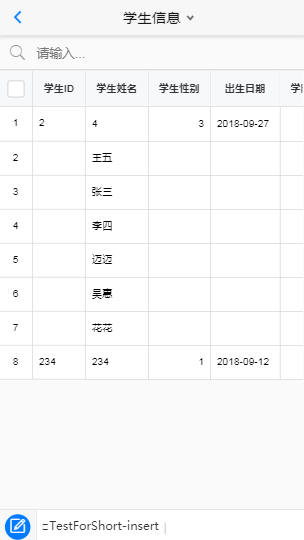 学生信息
请输入...
学生ID 学生姓名 学生性别 出生日期
1 2 4 3 2018-09-27
2 王五
3 张三
4 李四
5 迈迈
6 吴惠
7 花花
8 234 234 1 2018-09-12
TestForShort-insert